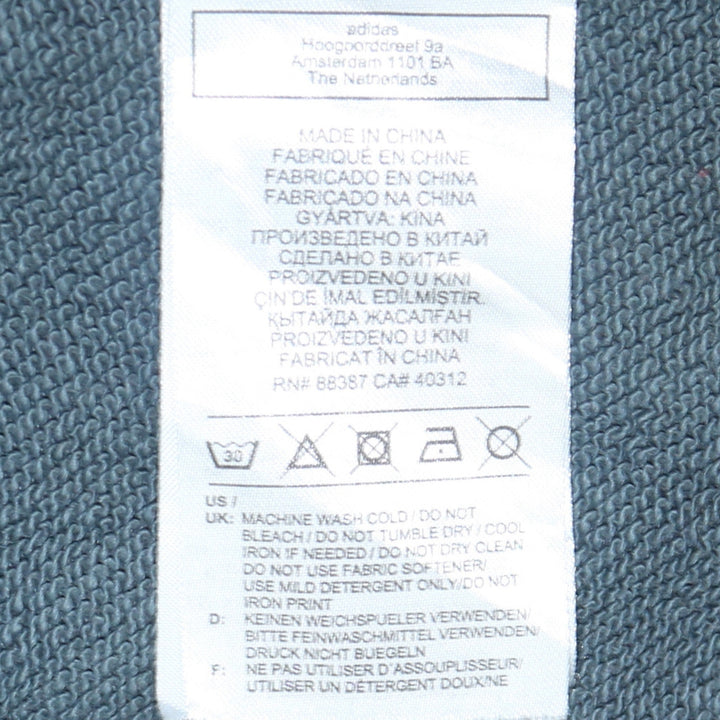 adidas
Hoogoorddreef 9a
Amsterdam 1101 BA
The Netherlands
MADE IN CHINA
FABRIQUÉ EN CHINE
FABRICADO EN CHINA
FABRICADO NA CHINA
GYÁRTVA: KÍNA
ПРОИЗВЕДЕНО В КИТАЙ
СДЕЛАНО В КИТАЕ
PROIZVEDENO U KINI
ÇİN'DE İMAL EDİLMİŞTİR.
ҚЫТАЙДА ЖАСАЛҒАН
PROIZVEDENO U KINI
FABRICAT ÎN CHINA
RN# 88387 CA# 40312
30
US /
UK: MACHINE WASH COLD / DO NOT
BLEACH / DO NOT TUMBLE DRY / COOL
IRON IF NEEDED / DO NOT DRY CLEAN
DO NOT USE FABRIC SOFTENER/
USE MILD DETERGENT ONLY/DO NOT
IRON PRINT
D: KEINEN WEICHSPUELER VERWENDEN/
BITTE FEINWASCHMITTEL VERWENDEN/
DRUCK NICHT BUEGELN
F: NE PAS UTILISER D'ASSOUPLISSEUR/
UTILISER UN DÉTERGENT DOUX/NE